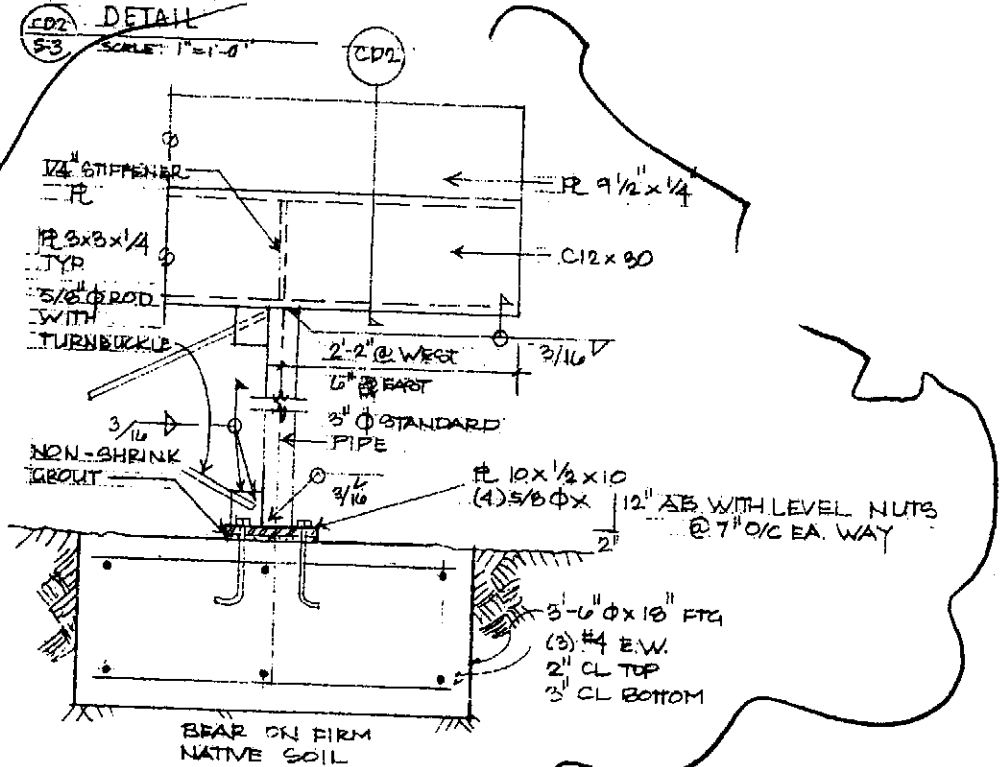 CD2 DETAIL
S-3 SCALE: 1"=1'-0"
CD2
1/4" STIFFENER
PL
PL 9 1/2" x 1/4
PL 3x3x1/4
TYP.
C12 x 30
5/8" Φ ROD
WITH
TURNBUCKLE
3/16
2'-2" @ WEST
6" @ EAST
3" Φ STANDARD
PIPE
3/16
NON-SHRINK
GROUT
3/16
PL 10 x 1/2 x 10
(4) 5/8 Φ x
12" AB WITH LEVEL NUTS
@ 7" O/C EA. WAY
2"
3'-6" Φ x 18" FTG
(3) #4 E.W.
2" CL TOP
3" CL BOTTOM
BEAR ON FIRM
NATIVE SOIL